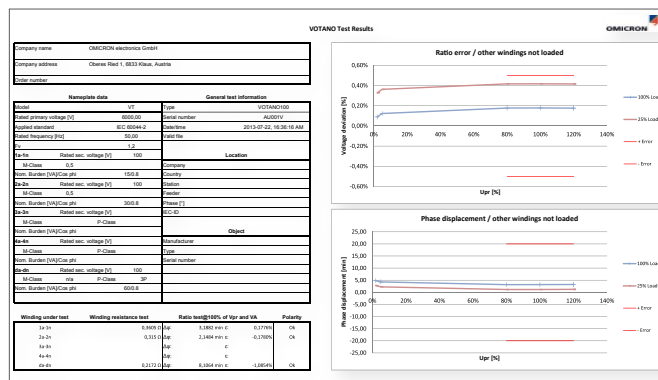 VOTANO Test Results
OMICRON
Company name OMICRON electronics GmbH
Company address Oberes Ried 1, 6833 Klaus, Austria
Order number
Nameplate data General test information
Model VT Type VOTANO100
Rated primary voltage [V] 6000,00 Serial number AU001V
Applied standard IEC 60044-2 Date/time 2013-07-22, 16:36:16 AM
Rated frequency [Hz] 50,00 Valid file
Fv 1,2
1a-1n Rated sec. voltage [V] 100 Location
M-Class 0,5 Company
Nom. Burden [VA]/Cos phi 15/0.8 Country
2a-2n Rated sec. voltage [V] 100 Station
M-Class 0,5 Feeder
Nom. Burden [VA]/Cos phi 30/0.8 Phase [°]
3a-3n Rated sec. voltage [V] IEC-ID
M-Class P-Class
Nom. Burden [VA]/Cos phi Object
4a-4n Rated sec. voltage [V] Manufacturer
M-Class P-Class Type
Nom. Burden [VA]/Cos phi Serial number
da-dn Rated sec. voltage [V] 100
M-Class n/a P-Class 3P
Nom. Burden [VA]/Cos phi 60/0.8
Winding under test Winding resistance test Ratio test@100% of Vpr and VA Polarity
1a-1n 0,3605 Ω Δφ: 3,1882 min ε: 0,1776% Ok
2a-2n 0,315 Ω Δφ: 2,1484 min ε: -0,1780% Ok
3a-3n Δφ: ε:
4a-4n Δφ: ε:
da-dn 0,2172 Ω Δφ: 8,1064 min ε: -1,0854% Ok
Ratio error / other windings not loaded
Voltage deviation [%]
0,60%
0,40%
0,20%
0,00%
-0,20%
-0,40%
-0,60%
0% 20% 40% 60% 80% 100% 120% 140%
Upr [%]
100% Loa
25% Load
+ Error
- Error
Phase displacement / other windings not loaded
Phase displacement [min]
25,00
20,00
15,00
10,00
5,00
0,00
-5,00
-10,00
-15,00
-20,00
-25,00
0% 20% 40% 60% 80% 100% 120% 140%
Upr [%]
100% Loa
25% Load
+ Error
- Error